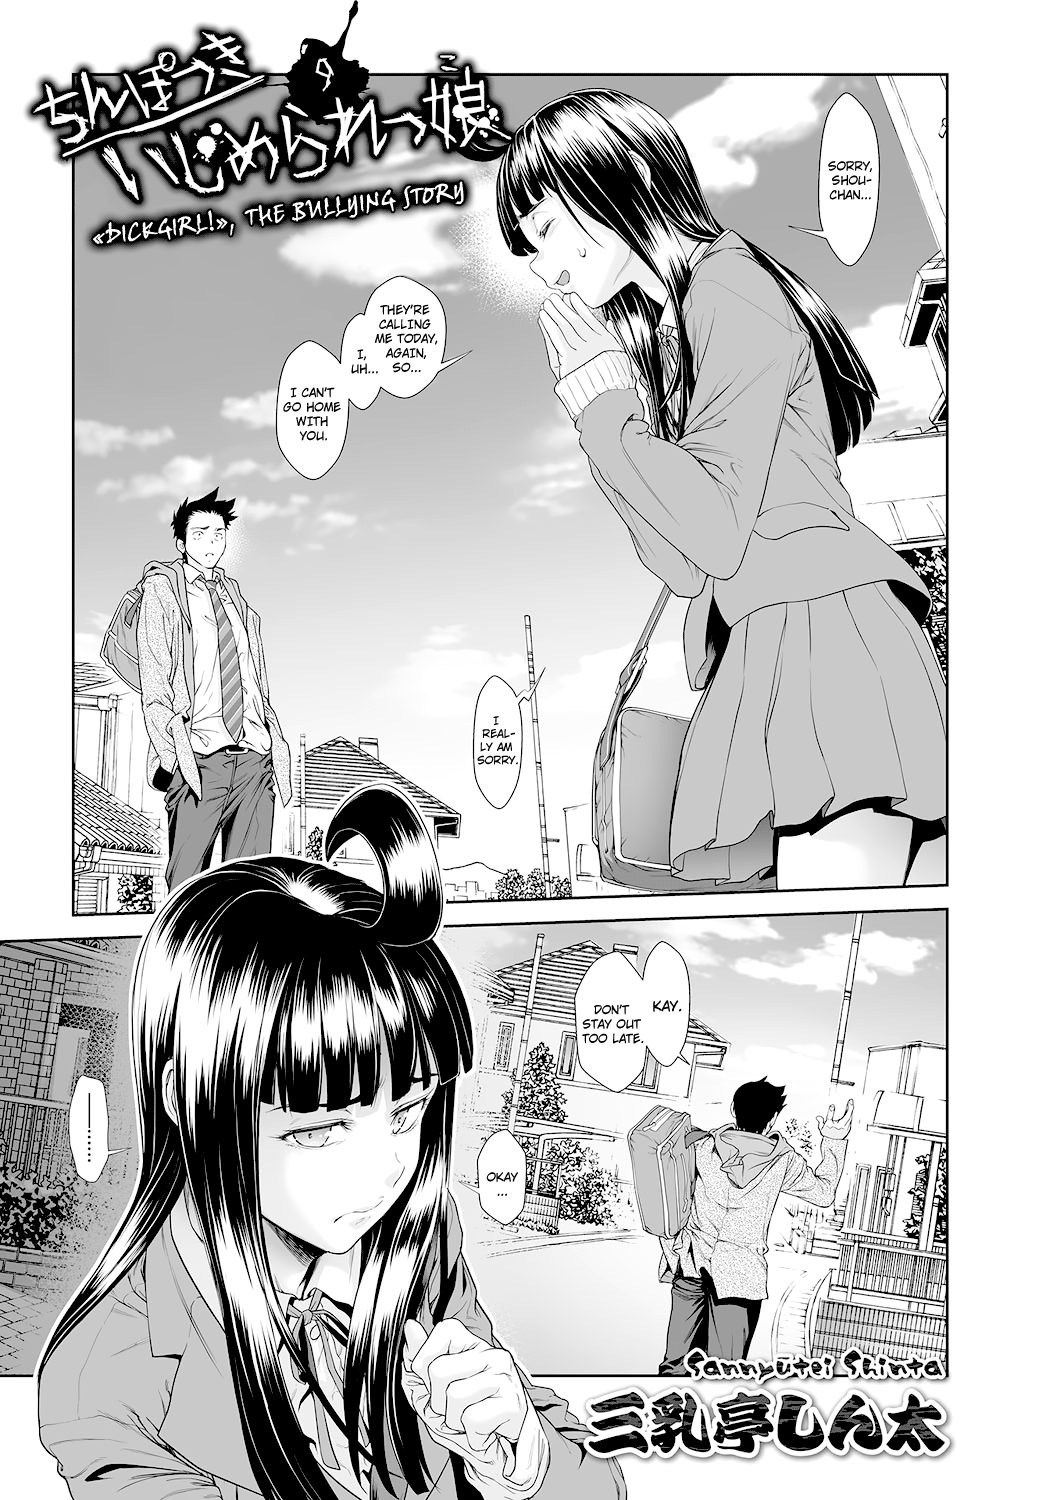 ちんぽつき
9
いじめられっ娘
こ
«DICKGIRL!», THE BULLYING STORY
SORRY,
SHOU-
CHAN...
THEY'RE
CALLING
ME TODAY,
AGAIN,
SO...
I,
UH...
I CAN'T
GO HOME
WITH
YOU.
I
REAL-
LY AM
SORRY.
KAY.
DON'T
STAY OUT
TOO LATE.
OKAY
...
..........
Sannyutei Shinta
三乳亭しん太